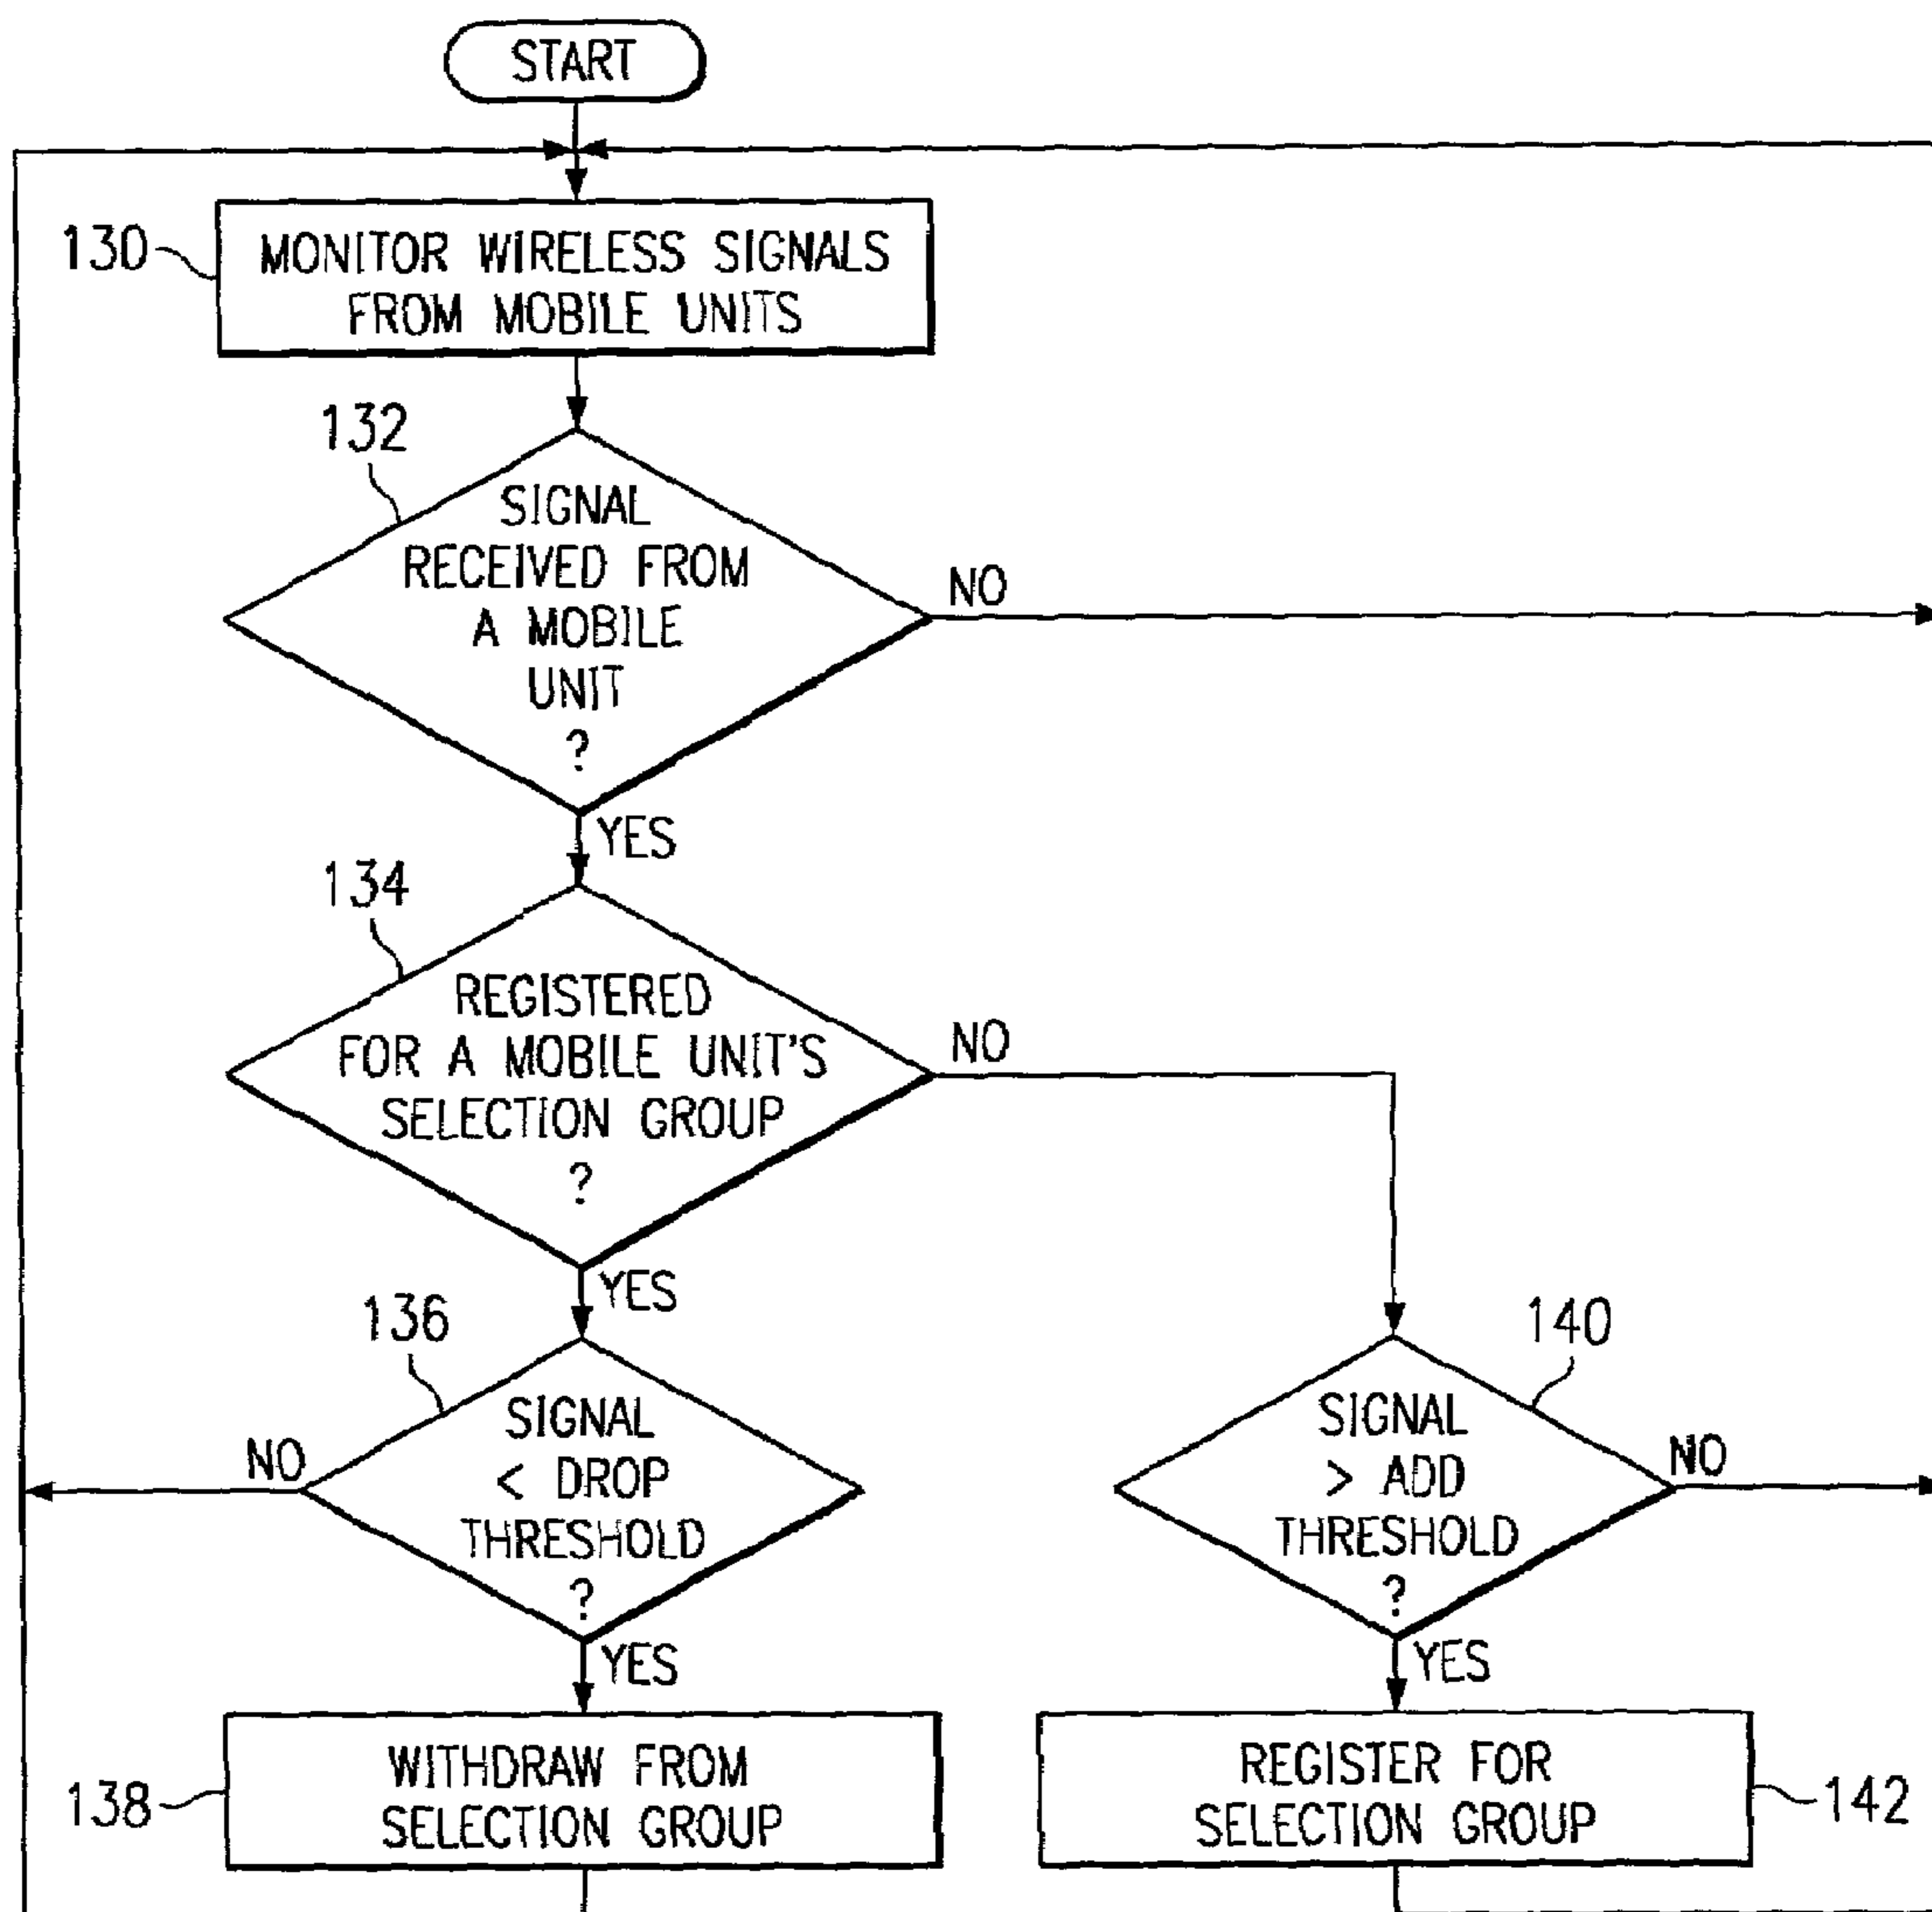 START
130
MONITOR WIRELESS SIGNALS
FROM MOBILE UNITS
132
SIGNAL
RECEIVED FROM
A MOBILE
UNIT
?
NO
YES
134
REGISTERED
FOR A MOBILE UNIT'S
SELECTION GROUP
?
NO
YES
136
SIGNAL
< DROP
THRESHOLD
?
NO
YES
140
SIGNAL
> ADD
THRESHOLD
?
NO
YES
138
WITHDRAW FROM
SELECTION GROUP
REGISTER FOR
SELECTION GROUP
142